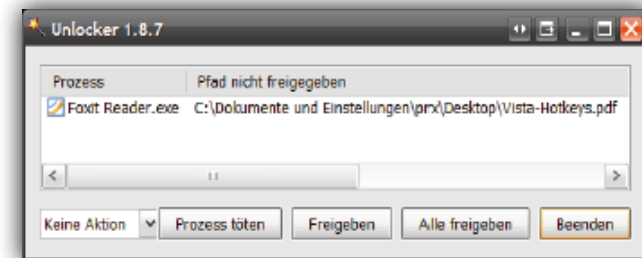 Unlocker 1.8.7
Prozess Pfad nicht freigegeben
Foxit Reader.exe C:\Dokumente und Einstellungen\prx\Desktop\Vista-Hotkeys.pdf
Keine Aktion Prozess töten Freigeben Alle freigeben Beenden